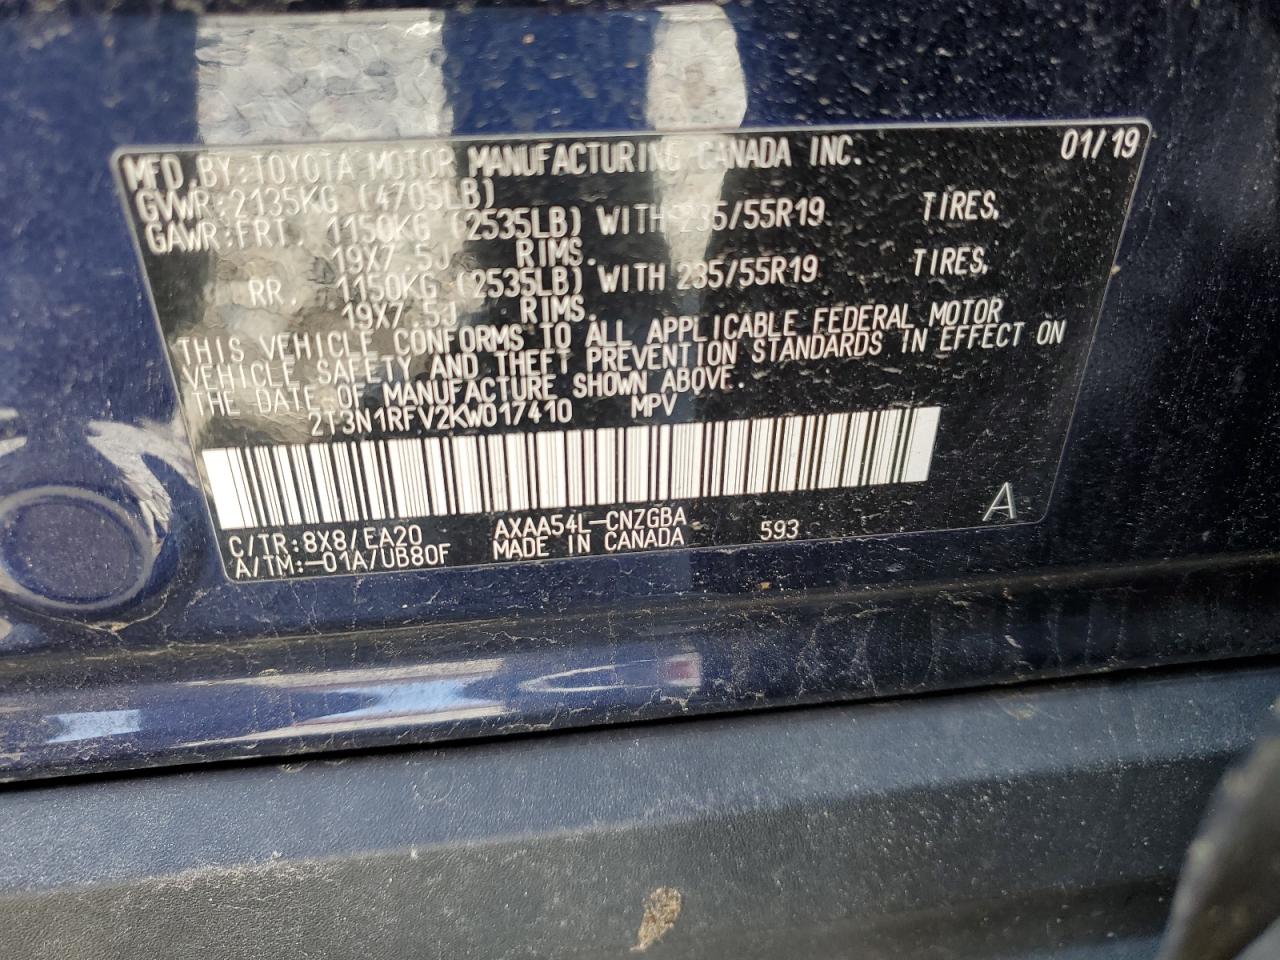 MFD. BY: TOYOTA MOTOR MANUFACTURING CANADA INC. 01/19
GVWR: 2135KG (4705LB)
GAWR: FRT. 1150KG (2535LB) WITH 235/55R19 TIRES,
19X7.5J RIMS.
RR. 1150KG (2535LB) WITH 235/55R19 TIRES,
19X7.5J RIMS.
THIS VEHICLE CONFORMS TO ALL APPLICABLE FEDERAL MOTOR
VEHICLE SAFETY AND THEFT PREVENTION STANDARDS IN EFFECT ON
THE DATE OF MANUFACTURE SHOWN ABOVE.
2T3N1RFV2KW017410 MPV
C/TR: 8X8/EA20 AXAA54L-CNZGBA 593 A
A/TM: -01A/UB80F MADE IN CANADA